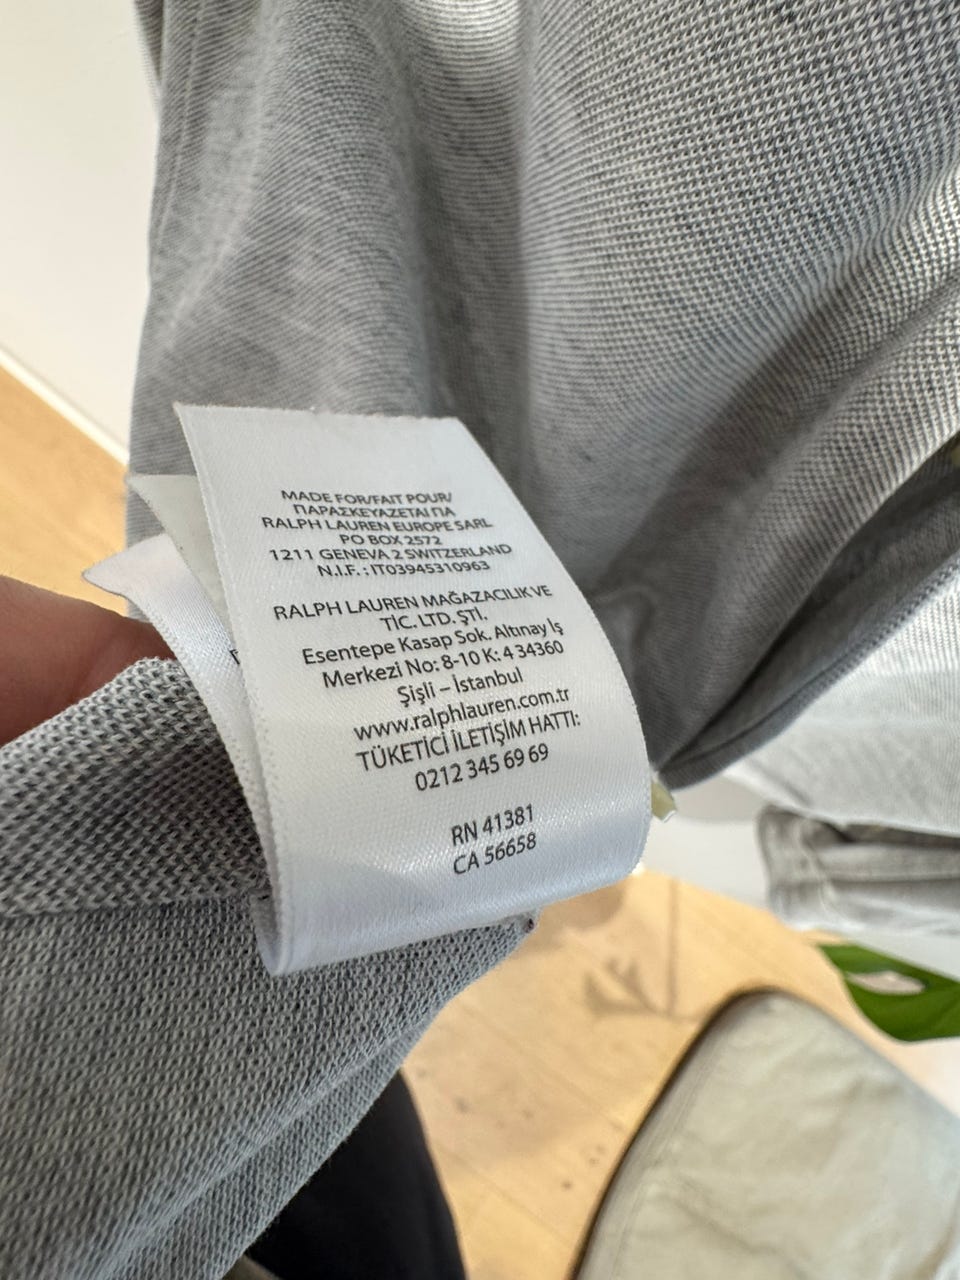 MADE FOR/FAIT POUR/
ΠΑΡΑΣΚΕΥΑΖΕΤΑΙ ΓΙΑ
RALPH LAUREN EUROPE SARL
PO BOX 2572
1211 GENEVA 2 SWITZERLAND
N.I.F. : IT03945310963
RALPH LAUREN MAĞAZACILIK VE
TİC. LTD. ŞTİ.
Esentepe Kasap Sok. Altınay İş
Merkezi No: 8-10 K: 4 34360
Şişli – İstanbul
www.ralphlauren.com.tr
TÜKETİCİ İLETİŞİM HATTI:
0212 345 69 69
RN 41381
CA 56658